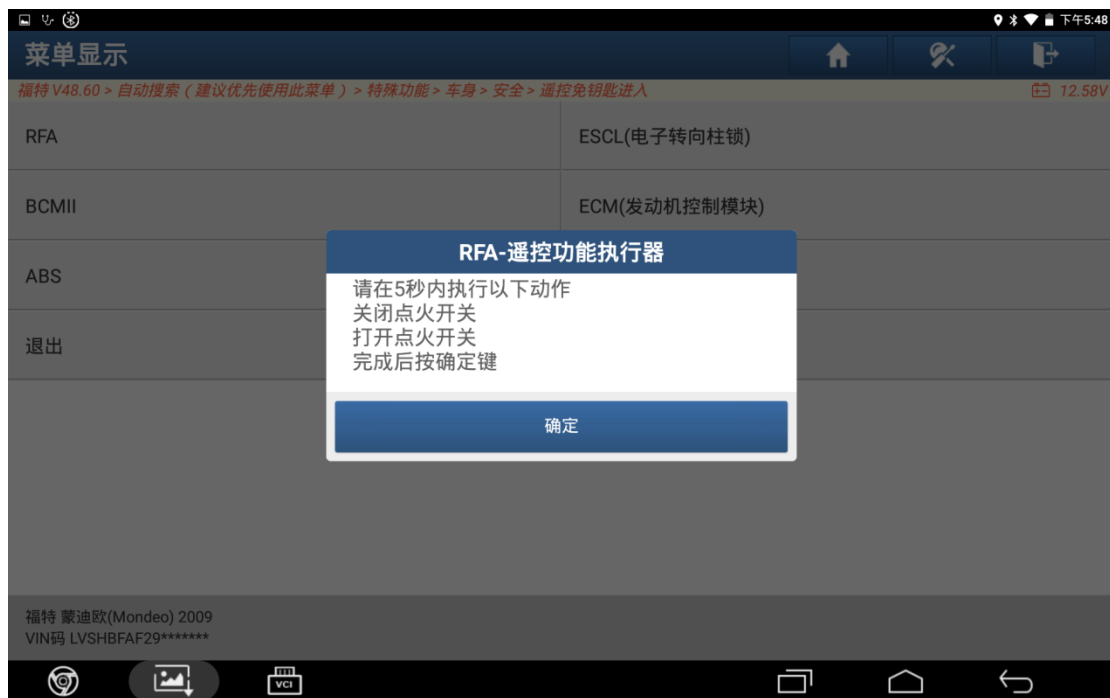 下午5:48
菜单显示
福特 V48.60 > 自动搜索（建议优先使用此菜单）> 特殊功能 > 车身 > 安全 > 遥控免钥匙进入
12.58V
RFA
ESCL(电子转向柱锁)
BCMII
ECM(发动机控制模块)
RFA-遥控功能执行器
ABS
请在5秒内执行以下动作
关闭点火开关
打开点火开关
完成后按确定键
退出
确定
福特 蒙迪欧(Mondeo) 2009
VIN码 LVSHBFAF29*******
VCI